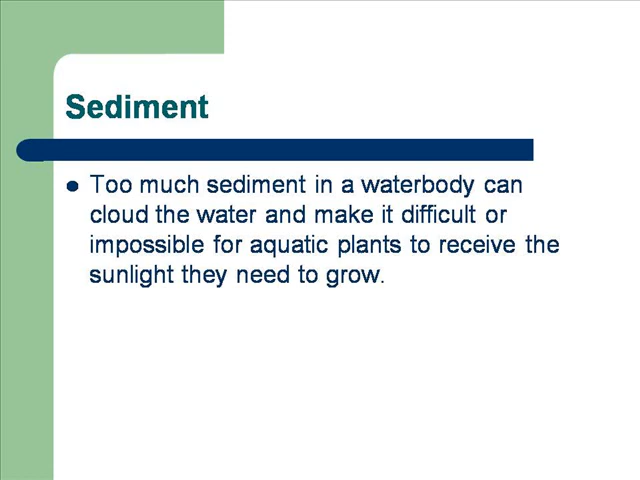 Sediment
● Too much sediment in a waterbody can
cloud the water and make it difficult or
impossible for aquatic plants to receive the
sunlight they need to grow.